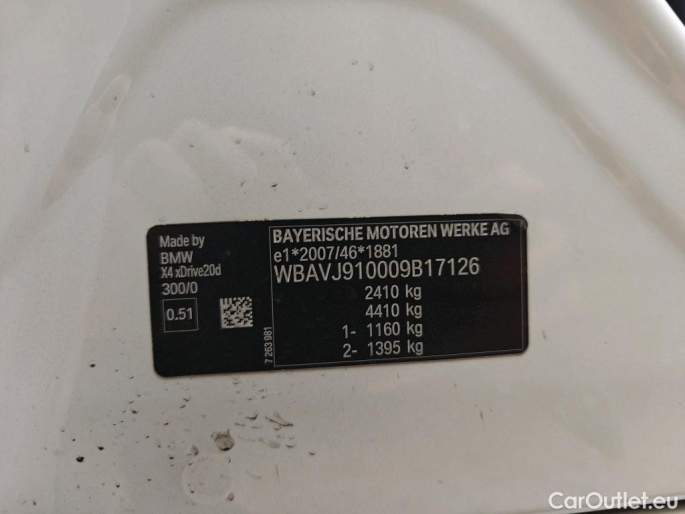 Made by
BMW
X4 xDrive20d
300/0
0.51
7 263 981
BAYERISCHE MOTOREN WERKE AG
e1*2007/46*1881
WBAVJ910009B17126
2410 kg
4410 kg
1- 1160 kg
2- 1395 kg
CarOutlet.eu